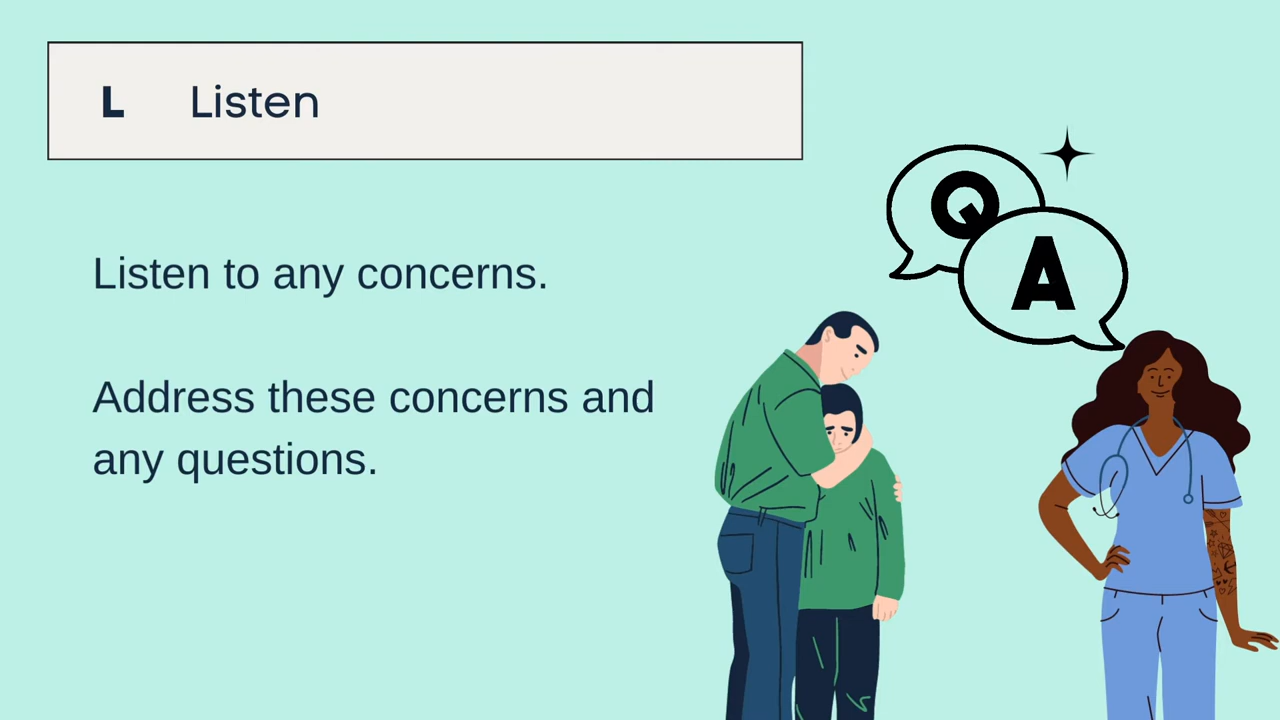 L Listen
Q
A
Listen to any concerns.
Address these concerns and
any questions.